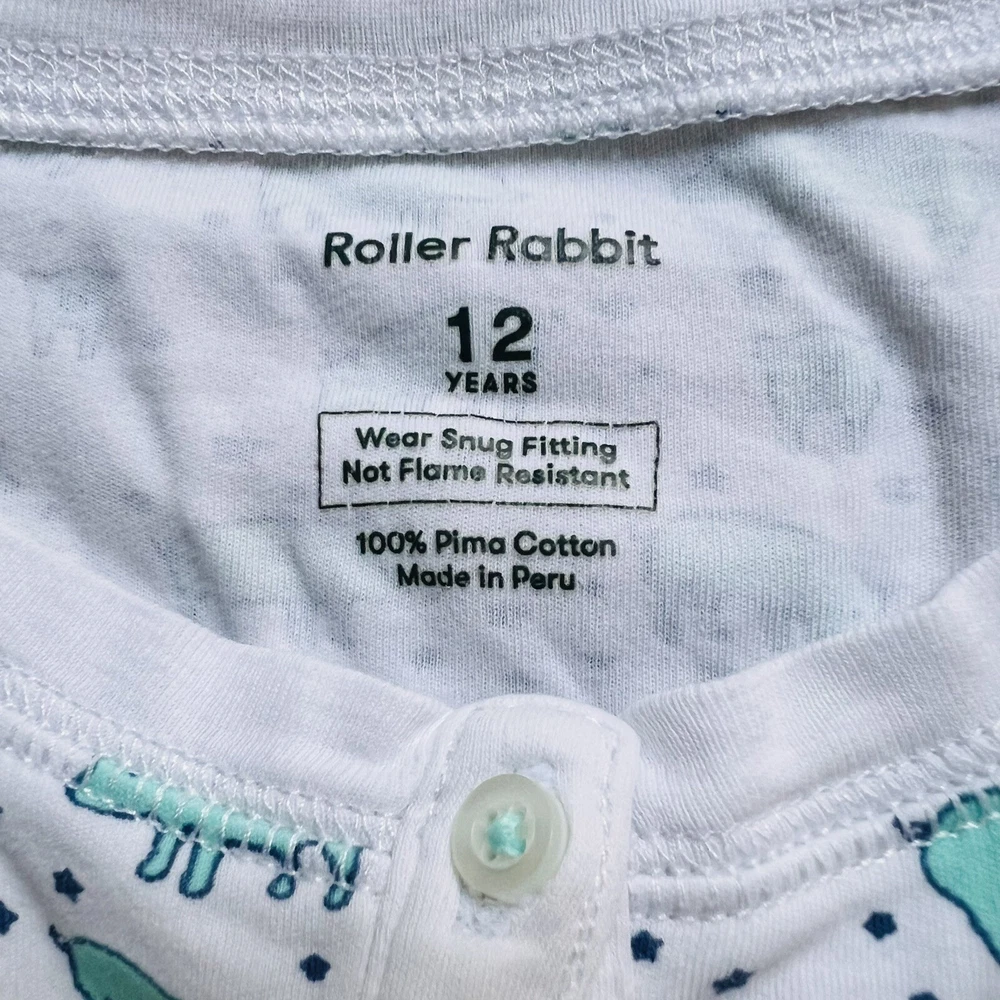 Roller Rabbit
12
YEARS
Wear Snug Fitting
Not Flame Resistant
100% Pima Cotton
Made in Peru